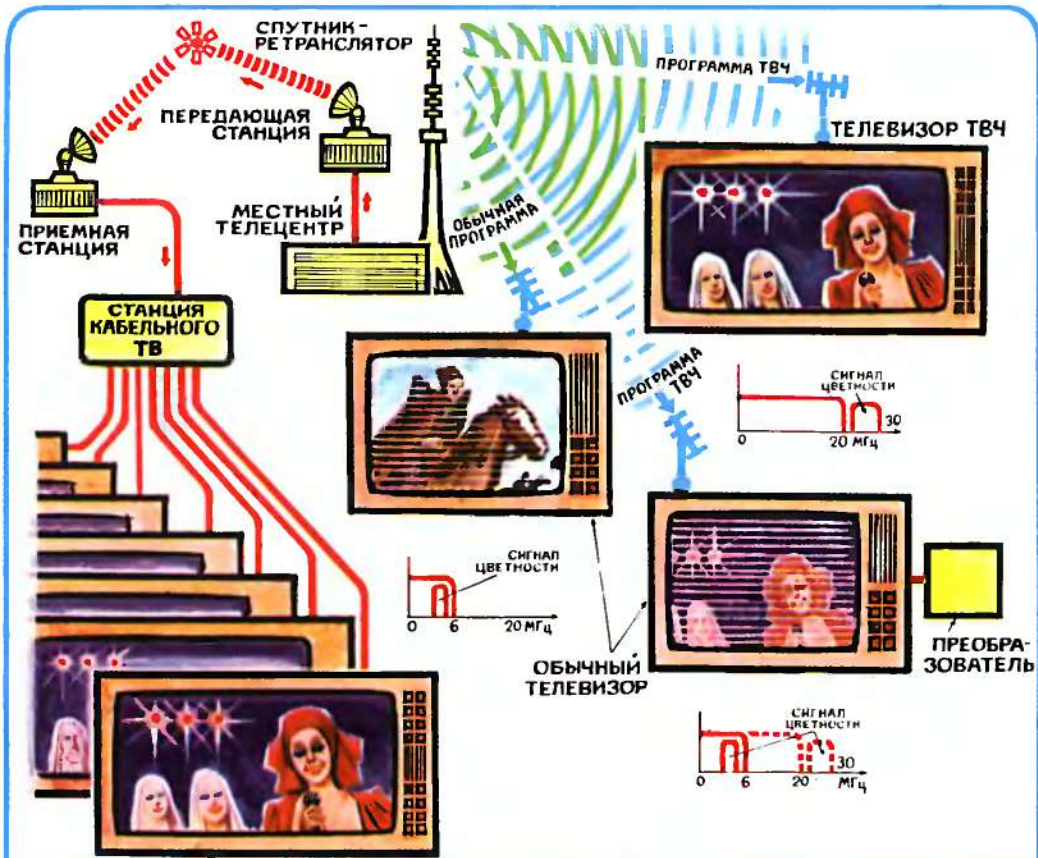 СПУТНИК-
РЕТРАНСЛЯТОР
ПЕРЕДАЮЩАЯ
СТАНЦИЯ
ПРИЕМНАЯ
СТАНЦИЯ
МЕСТНЫЙ
ТЕЛЕЦЕНТР
СТАНЦИЯ
КАБЕЛЬНОГО
ТВ
ПРОГРАММА ТВЧ
ТЕЛЕВИЗОР ТВЧ
ОБЫЧНАЯ
ПРОГРАММА
ПРОГРАММА
ТВЧ
СИГНАЛ
ЦВЕТНОСТИ
0 20 МГц 30
СИГНАЛ
ЦВЕТНОСТИ
0 6 20 МГц
ОБЫЧНЫЙ
ТЕЛЕВИЗОР
ПРЕОБРА-
ЗОВАТЕЛЬ
СИГНАЛ
ЦВЕТНОСТИ
30
0 6 20 МГц